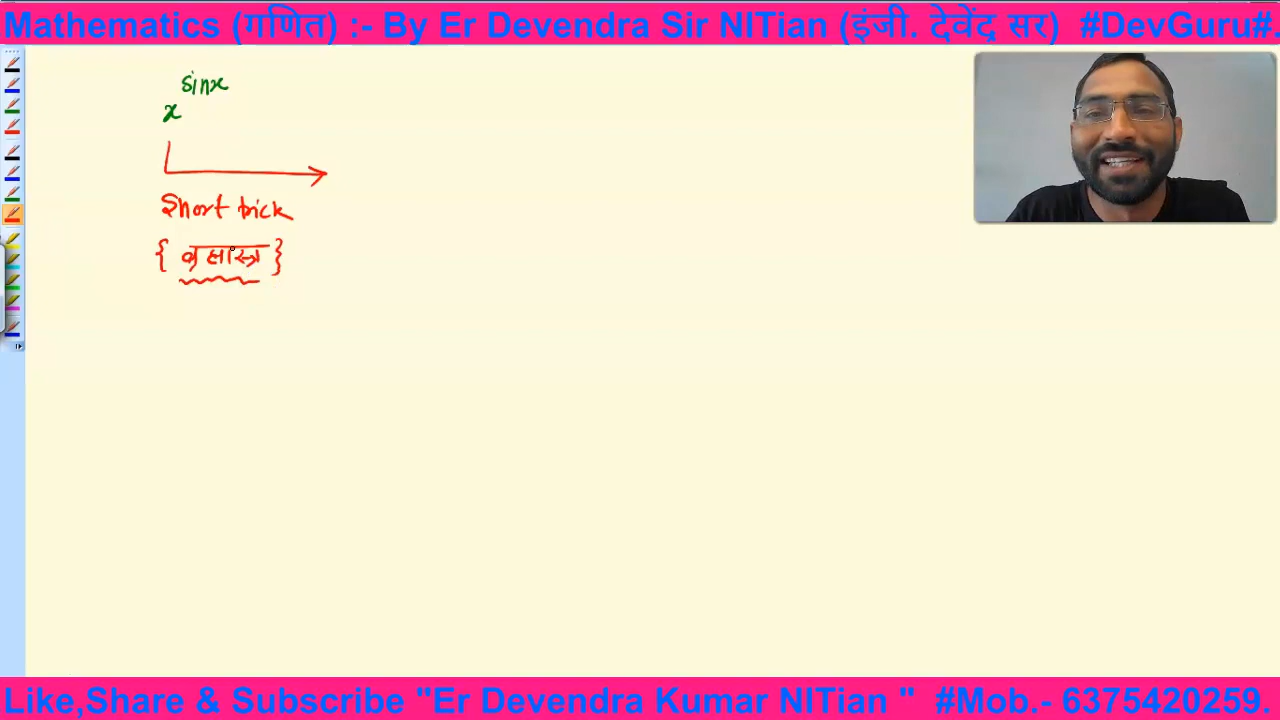 Mathematics (गणित) :- By Er Devendra Sir NITian (इंजी. देवेंद्र सर) #DevGuru#.
x^sinx
Short trick
{ ब्रह्मास्त्र }
Like,Share & Subscribe "Er Devendra Kumar NITian " #Mob.- 6375420259.